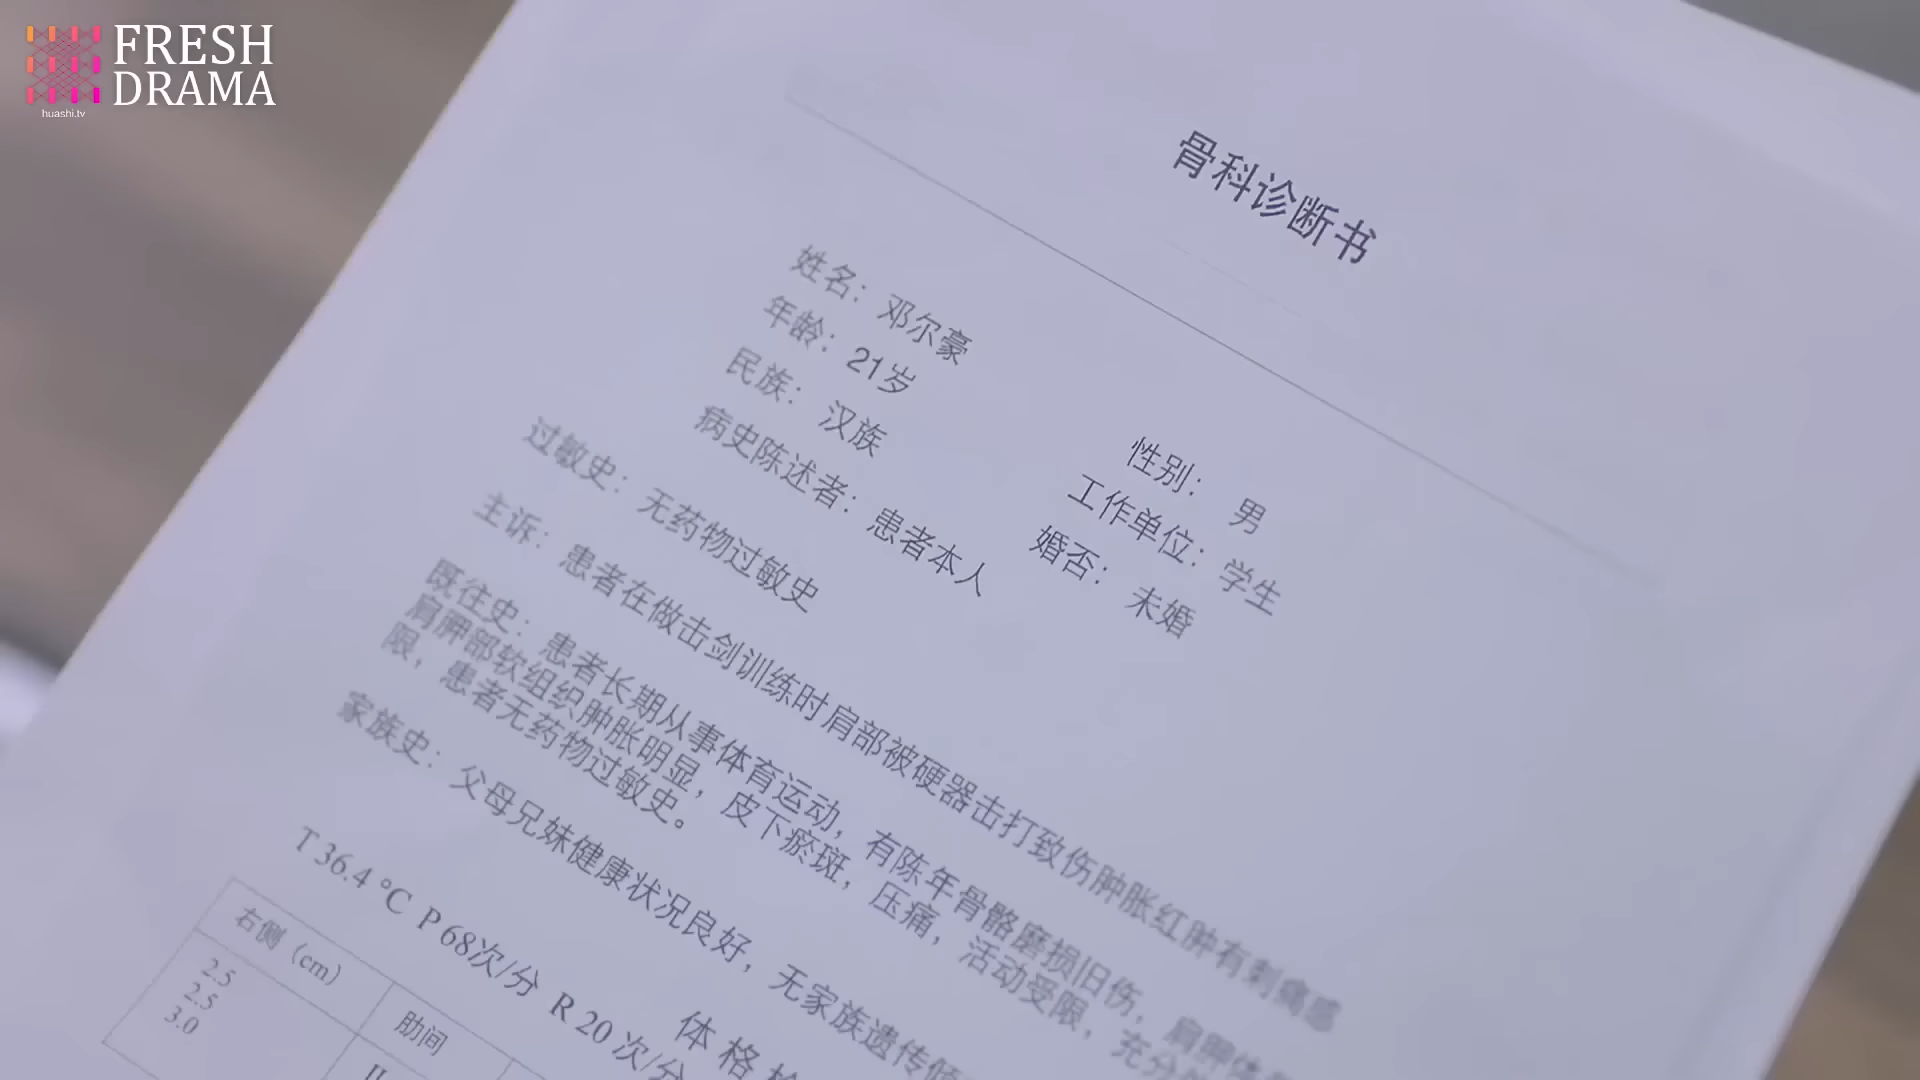 FRESH
DRAMA
huashi.tv
骨科诊断书
姓名：邓尔豪
性别：男
年龄：21岁
工作单位：学生
民族：汉族
婚否：未婚
病史陈述者：患者本人
过敏史：无药物过敏史
主诉：患者在做击剑训练时肩部被硬器击打致伤肿胀红肿有刺痛感
既往史：患者长期从事体育运动，有陈年骨骼磨损旧伤，肩胛
肩胛部软组织肿胀明显，皮下瘀斑，压痛，活动受限，充分
限，患者无药物过敏史。
家族史：父母兄妹健康状况良好，无家族遗传倾
体 格
T 36.4 ℃ P 68次/分 R 20 次/分
右侧（cm） 肋间
2.5 II
2.5
3.0